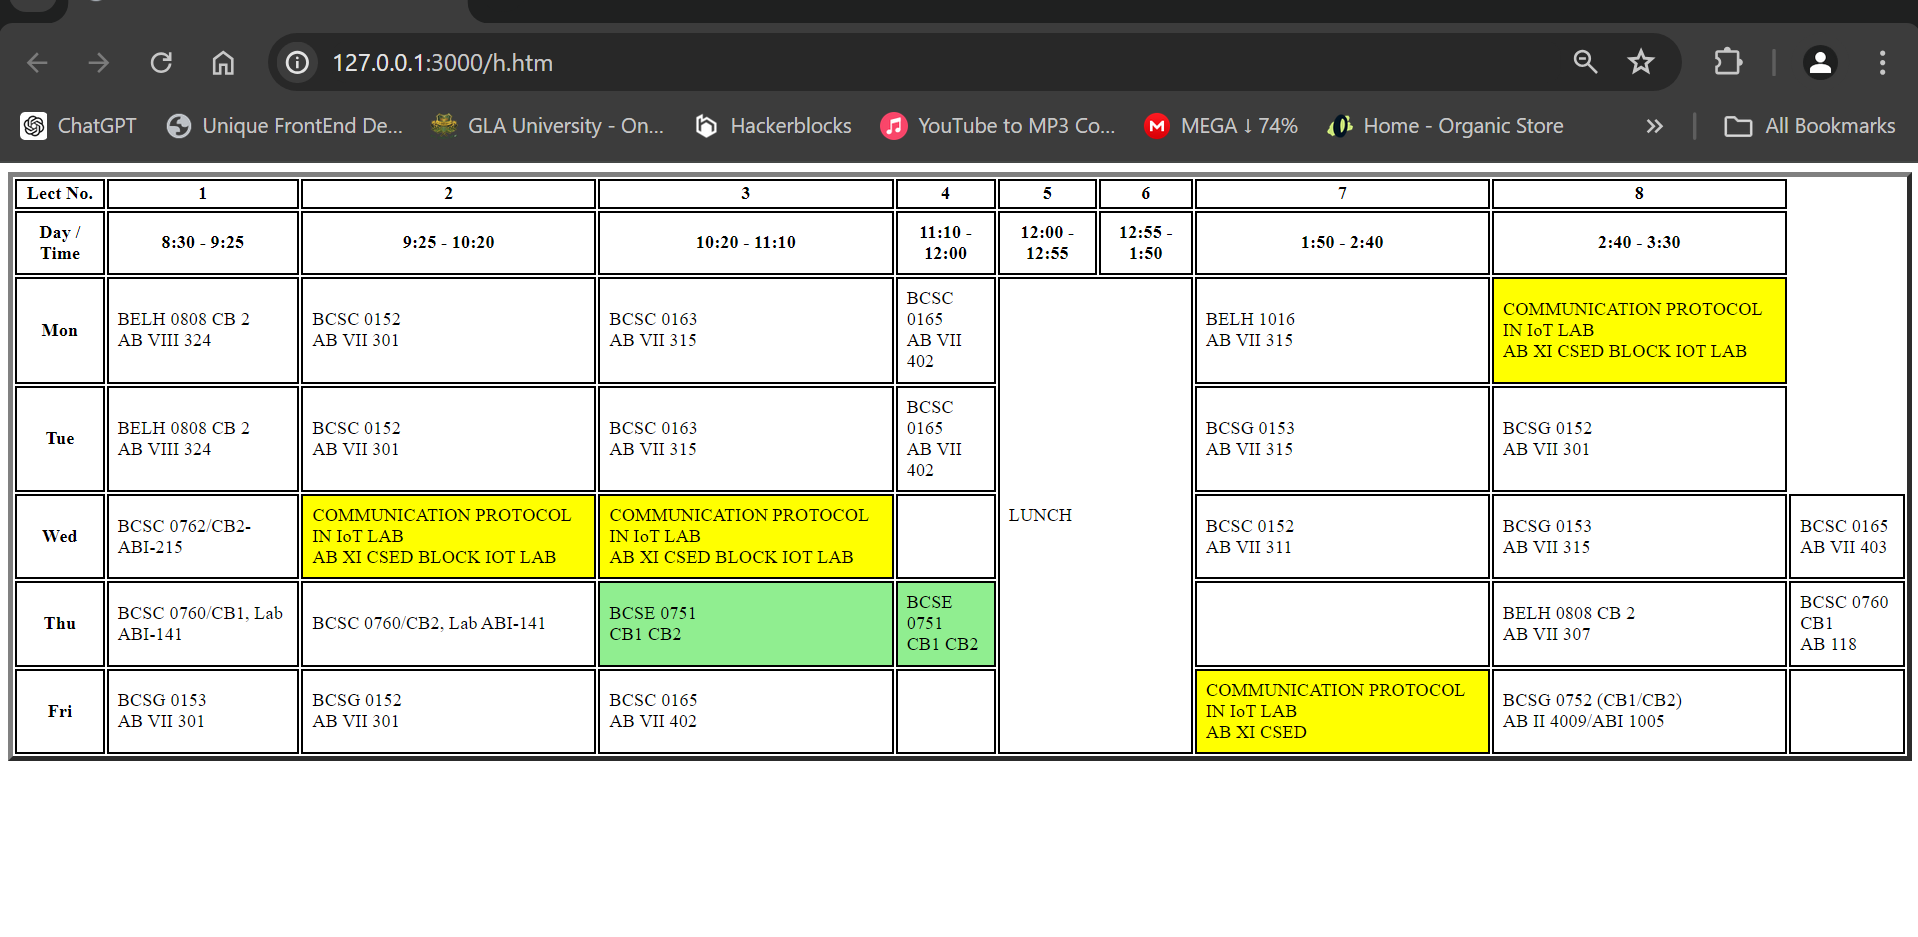 127.0.0.1:3000/h.htm
ChatGPT
Unique FrontEnd De...
GLA University - On...
Hackerblocks
YouTube to MP3 Co...
MEGA ↓ 74%
Home - Organic Store
»
All Bookmarks
Lect No. 1 2 3 4 5 6 7 8
Day /
Time
8:30 - 9:25
9:25 - 10:20
10:20 - 11:10
11:10 -
12:00
12:00 -
12:55
12:55 -
1:50
1:50 - 2:40
2:40 - 3:30
Mon
BELH 0808 CB 2
AB VIII 324
BCSC 0152
AB VII 301
BCSC 0163
AB VII 315
BCSC
0165
AB VII
402
LUNCH
BELH 1016
AB VII 315
COMMUNICATION PROTOCOL
IN IoT LAB
AB XI CSED BLOCK IOT LAB
Tue
BELH 0808 CB 2
AB VIII 324
BCSC 0152
AB VII 301
BCSC 0163
AB VII 315
BCSC
0165
AB VII
402
BCSG 0153
AB VII 315
BCSG 0152
AB VII 301
Wed
BCSC 0762/CB2-
ABI-215
COMMUNICATION PROTOCOL
IN IoT LAB
AB XI CSED BLOCK IOT LAB
COMMUNICATION PROTOCOL
IN IoT LAB
AB XI CSED BLOCK IOT LAB
BCSC 0152
AB VII 311
BCSG 0153
AB VII 315
BCSC 0165
AB VII 403
Thu
BCSC 0760/CB1, Lab
ABI-141
BCSC 0760/CB2, Lab ABI-141
BCSE 0751
CB1 CB2
BCSE
0751
CB1 CB2
BELH 0808 CB 2
AB VII 307
BCSC 0760
CB1
AB 118
Fri
BCSG 0153
AB VII 301
BCSG 0152
AB VII 301
BCSC 0165
AB VII 402
COMMUNICATION PROTOCOL
IN IoT LAB
AB XI CSED
BCSG 0752 (CB1/CB2)
AB II 4009/ABI 1005